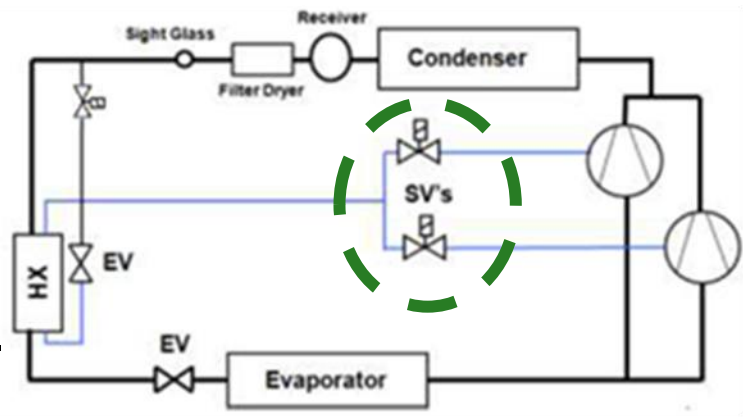 Receiver
Sight Glass
Condenser
Filter Dryer
SV's
EV
HX
EV
Evaporator